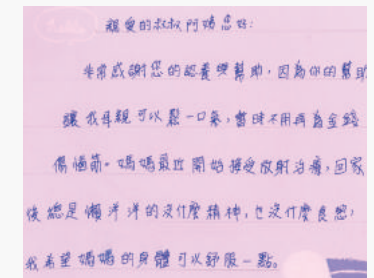 親愛的叔叔阿姨您好:
非常感謝您的認養與幫助,因為你的幫助
讓我母親可以鬆一口氣,暫時不用再為金錢
傷腦筋。媽媽最近開始接受放射治療,回家
後總是懶洋洋的沒什麼精神,也沒什麼食慾,
我希望媽媽的身體可以舒服一點。